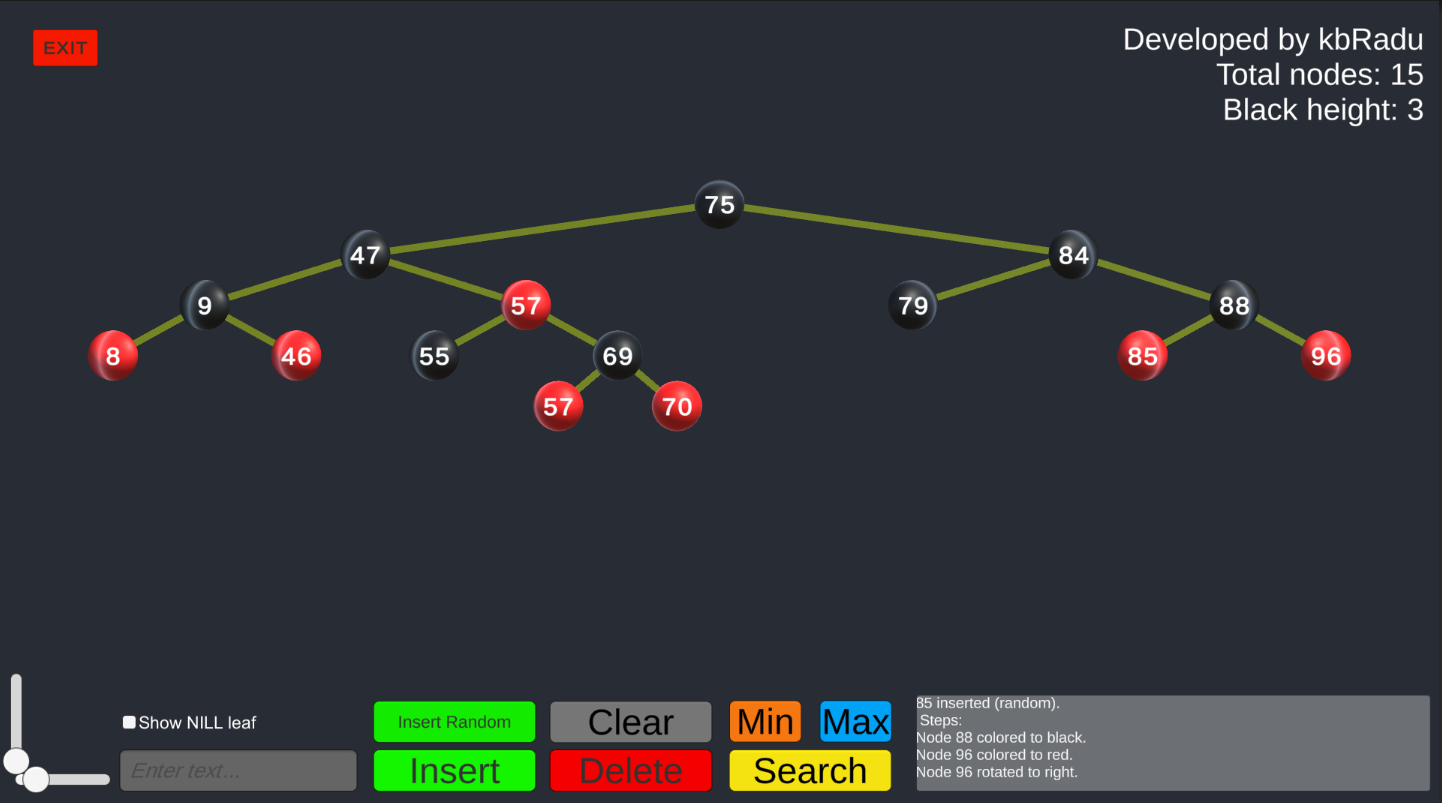 EXIT
Developed by kbRadu
Total nodes: 15
Black height: 3
75
47 84
9 57 79 88
8 46 55 69 85 96
57 70
Show NILL leaf
Insert Random
Clear
Min
Max
Enter text...
Insert
Delete
Search
85 inserted (random).
Steps:
Node 88 colored to black.
Node 96 colored to red.
Node 96 rotated to right.